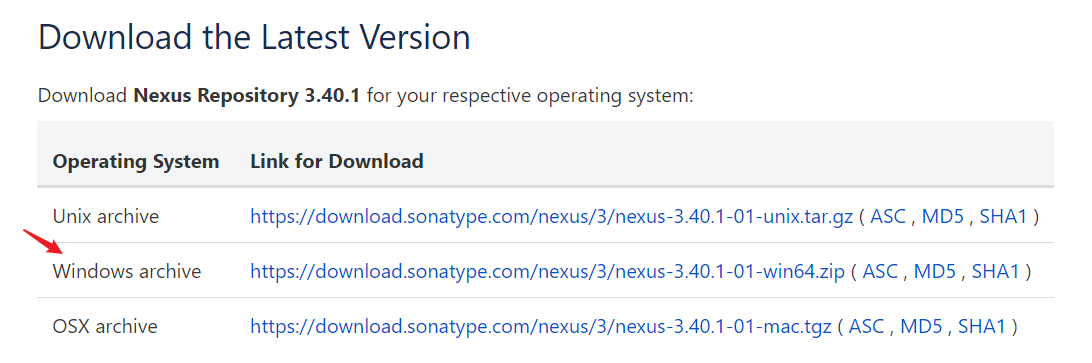 Download the Latest Version
Download Nexus Repository 3.40.1 for your respective operating system:
Operating System Link for Download
Unix archive https://download.sonatype.com/nexus/3/nexus-3.40.1-01-unix.tar.gz ( ASC , MD5 , SHA1 )
Windows archive https://download.sonatype.com/nexus/3/nexus-3.40.1-01-win64.zip ( ASC , MD5 , SHA1 )
OSX archive https://download.sonatype.com/nexus/3/nexus-3.40.1-01-mac.tgz ( ASC , MD5 , SHA1 )